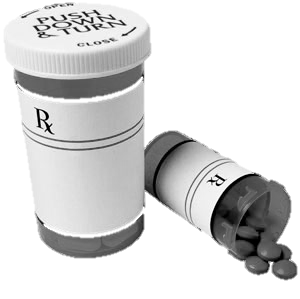 OPEN
PUSH
DOWN
& TURN
CLOSE
Rx
Rx